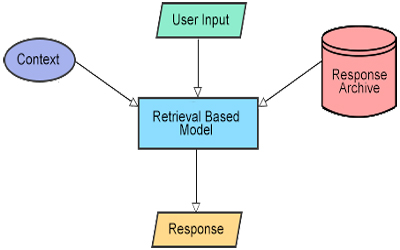 User Input
Context
Response
Archive
Retrieval Based
Model
Response